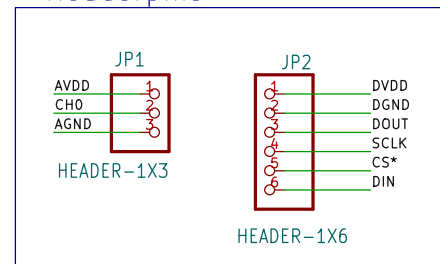 JP1
AVDD 1
CH0 2
AGND 3
HEADER-1X3
JP2
1 DVDD
2 DGND
3 DOUT
4 SCLK
5 CS*
6 DIN
HEADER-1X6